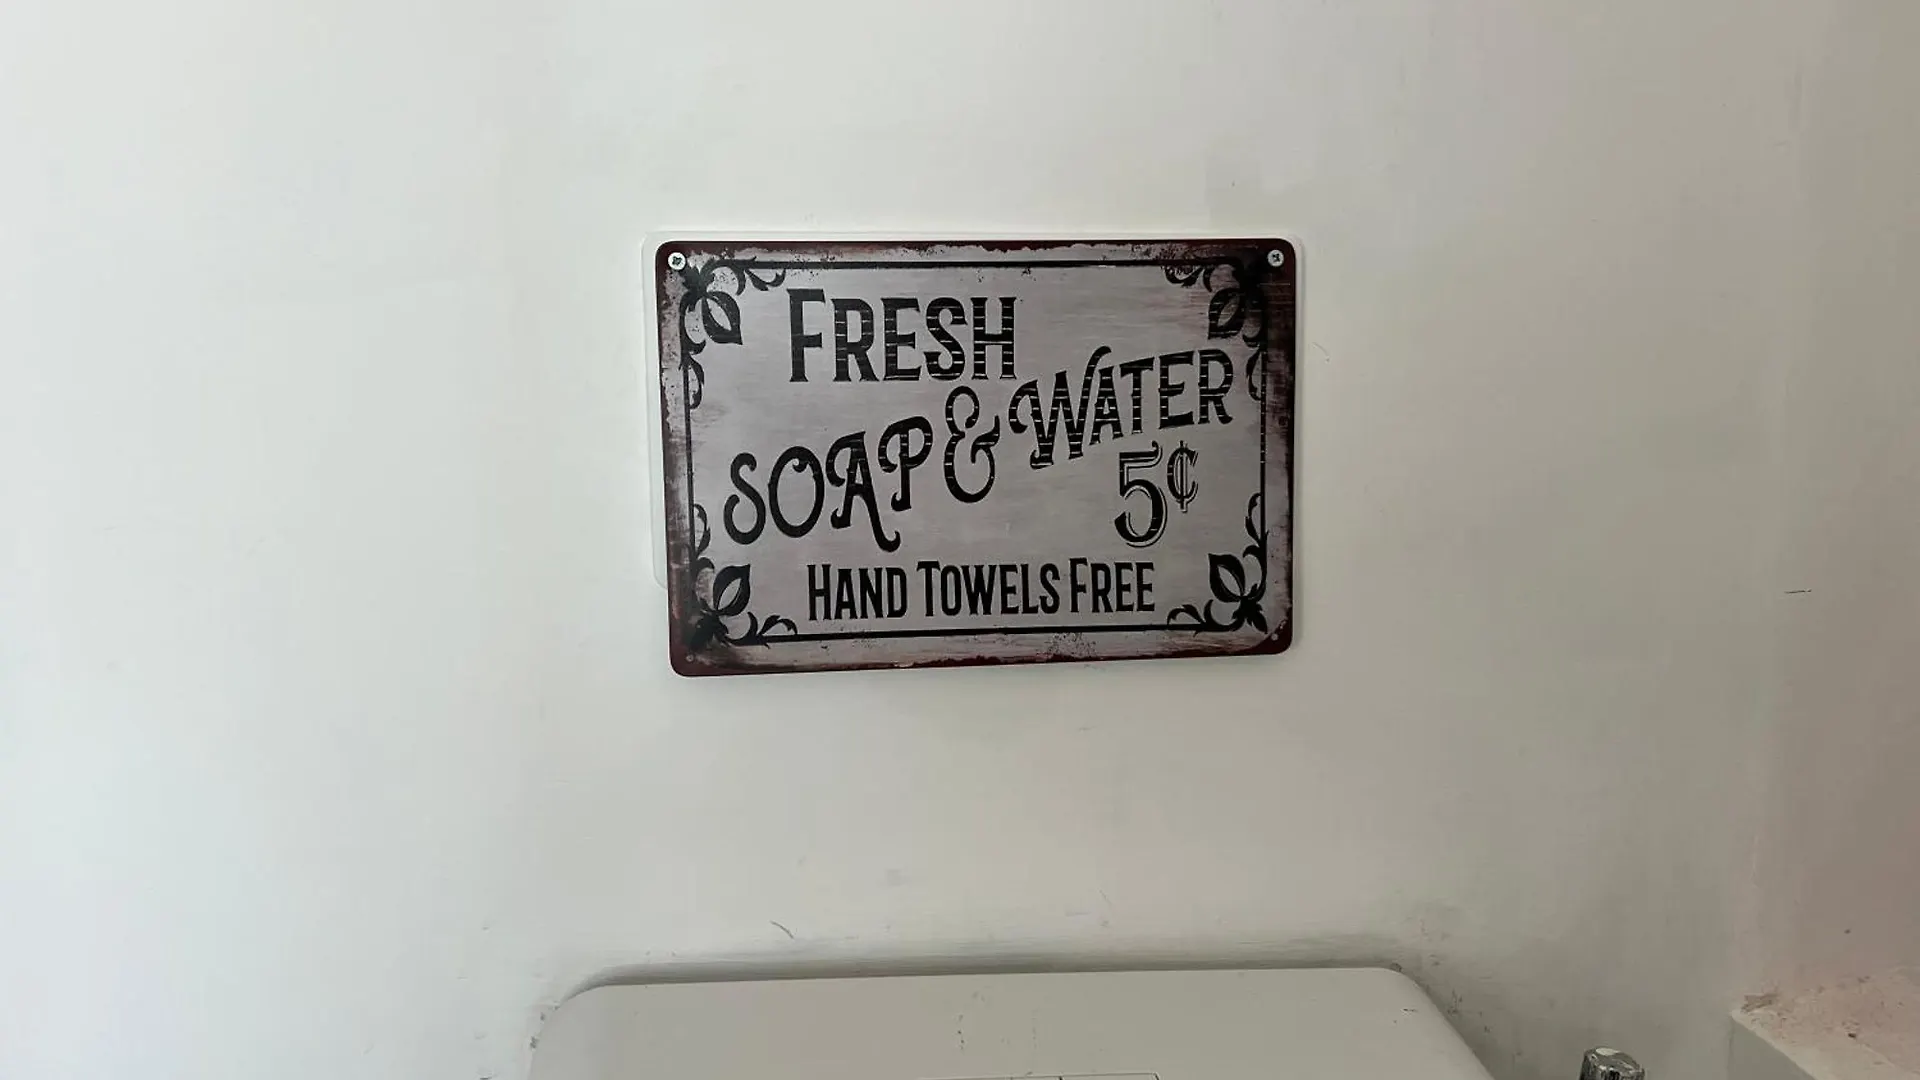 FRESH
SOAP & WATER
5¢
HAND TOWELS FREE